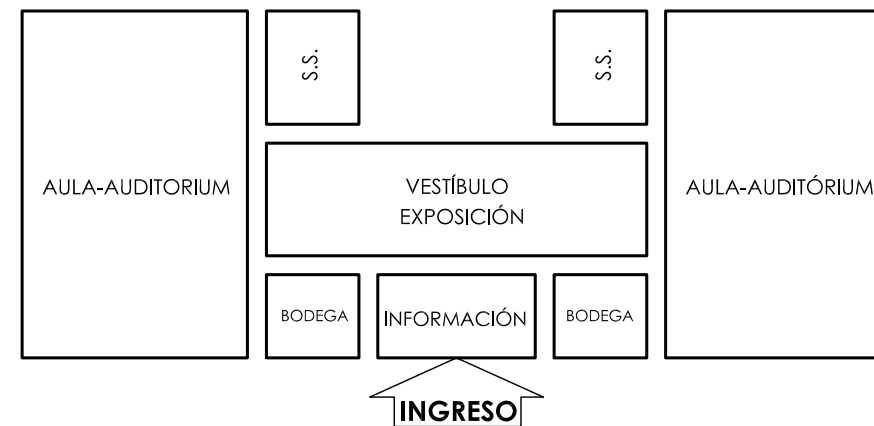 S.S.
S.S.
AULA-AUDITORIUM
VESTÍBULO
EXPOSICIÓN
AULA-AUDITÓRIUM
BODEGA
INFORMACIÓN
BODEGA
INGRESO